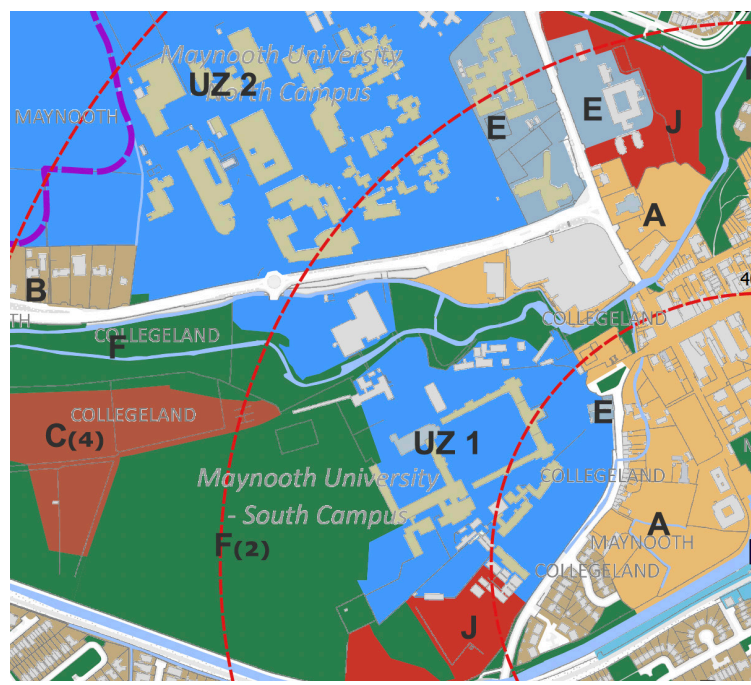 Maynooth University
North Campus
UZ 2
MAYNOOTH
E
E
J
A
B
COLLEGELAND
COLLEGELAND
F
COLLEGELAND
C(4)
UZ 1
E
Maynooth University
- South Campus
COLLEGELAND
F(2)
A
MAYNOOTH
COLLEGELAND
J